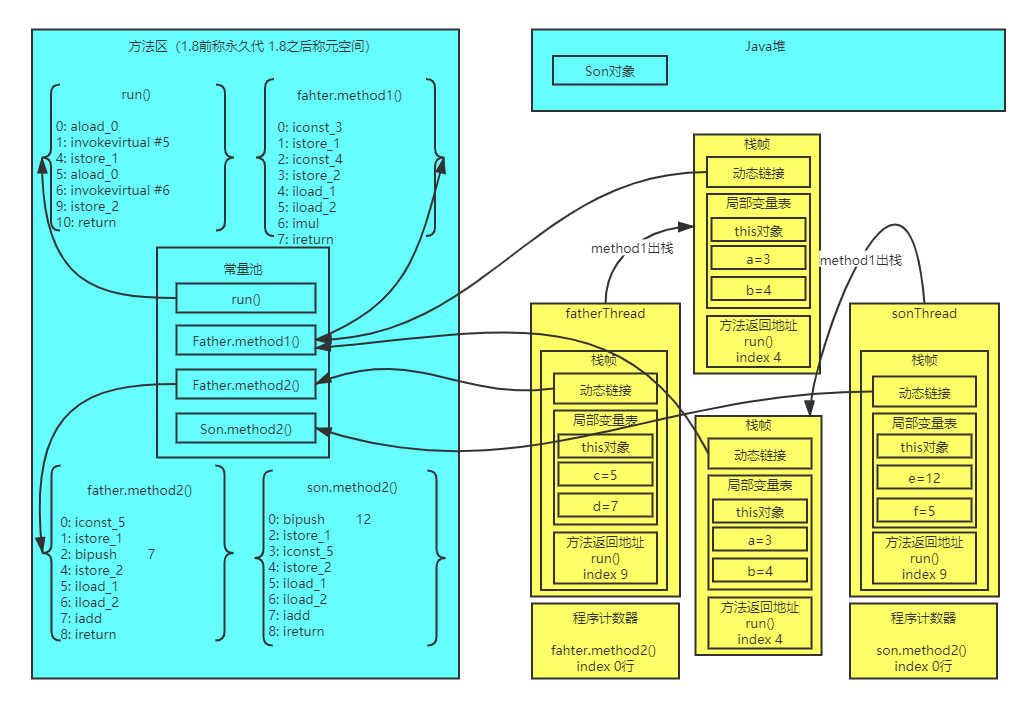 方法区（1.8前称永久代 1.8之后称元空间）
run()
0: aload_0
1: invokevirtual #5
4: istore_1
5: aload_0
6: invokevirtual #6
9: istore_2
10: return
fahter.method1()
0: iconst_3
1: istore_1
2: iconst_4
3: istore_2
4: iload_1
5: iload_2
6: imul
7: ireturn
常量池
run()
Father.method1()
Father.method2()
Son.method2()
father.method2()
0: iconst_5
1: istore_1
2: bipush 7
4: istore_2
5: iload_1
6: iload_2
7: iadd
8: ireturn
son.method2()
0: bipush 12
2: istore_1
3: iconst_5
4: istore_2
5: iload_1
6: iload_2
7: iadd
8: ireturn
Java堆
Son对象
栈帧
动态链接
局部变量表
this对象
a=3
b=4
方法返回地址
run()
index 4
method1出栈
method1出栈
fatherThread
栈帧
动态链接
局部变量表
this对象
c=5
d=7
方法返回地址
run()
index 9
程序计数器
fahter.method2()
index 0行
栈帧
动态链接
局部变量表
this对象
a=3
b=4
方法返回地址
run()
index 4
sonThread
栈帧
动态链接
局部变量表
this对象
e=12
f=5
方法返回地址
run()
index 9
程序计数器
son.method2()
index 0行